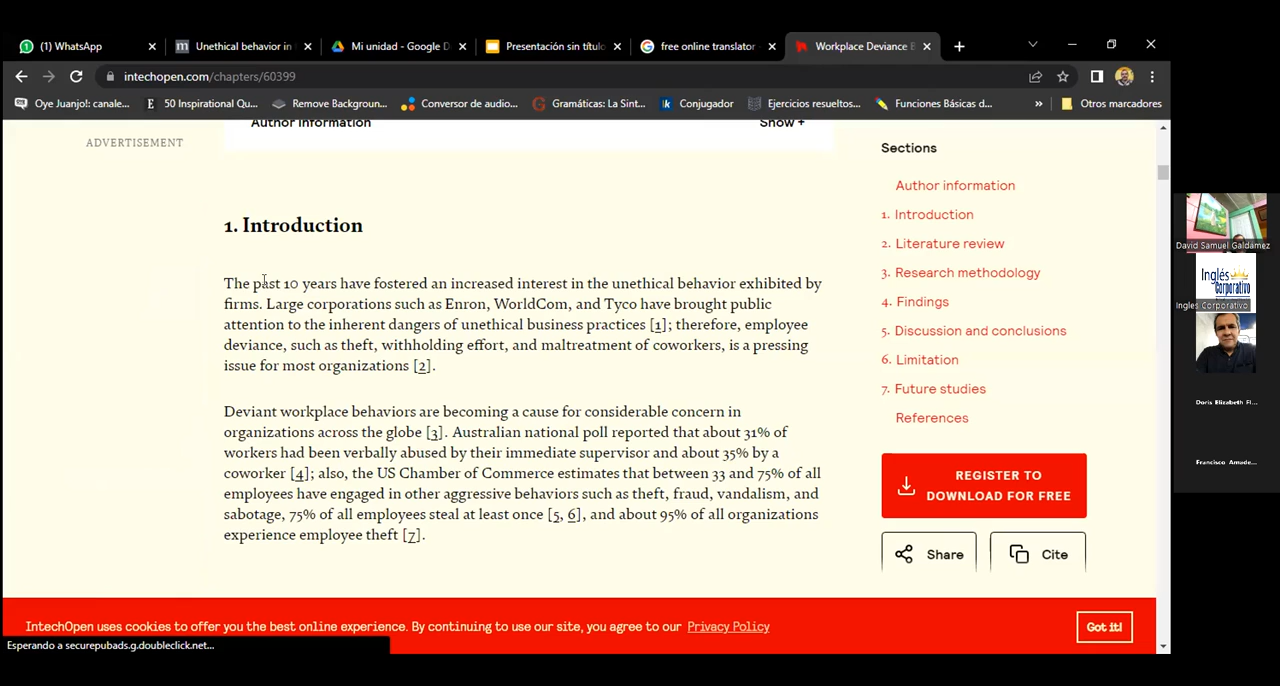 (1) WhatsApp
Unethical behavior in
Mi unidad - Google D
Presentación sin título
free online translator
Workplace Deviance B
intechopen.com/chapters/60399
Oye Juanjo!: canale...
50 Inspirational Qu...
Remove Backgroun...
Conversor de audio...
Gramáticas: La Sint...
Conjugador
Ejercicios resueltos...
Funciones Básicas d...
»
Otros marcadores
Author information
Show +
ADVERTISEMENT
1. Introduction
The past 10 years have fostered an increased interest in the unethical behavior exhibited by
firms. Large corporations such as Enron, WorldCom, and Tyco have brought public
attention to the inherent dangers of unethical business practices [1]; therefore, employee
deviance, such as theft, withholding effort, and maltreatment of coworkers, is a pressing
issue for most organizations [2].
Deviant workplace behaviors are becoming a cause for considerable concern in
organizations across the globe [3]. Australian national poll reported that about 31% of
workers had been verbally abused by their immediate supervisor and about 35% by a
coworker [4]; also, the US Chamber of Commerce estimates that between 33 and 75% of all
employees have engaged in other aggressive behaviors such as theft, fraud, vandalism, and
sabotage, 75% of all employees steal at least once [5, 6], and about 95% of all organizations
experience employee theft [7].
Sections
Author information
1. Introduction
2. Literature review
3. Research methodology
4. Findings
5. Discussion and conclusions
6. Limitation
7. Future studies
References
REGISTER TO
DOWNLOAD FOR FREE
Share
Cite
IntechOpen uses cookies to offer you the best online experience. By continuing to use our site, you agree to our Privacy Policy
Got it!
Esperando a securepubads.g.doubleclick.net...
David Samuel Galdámez
Inglés
Corporativo
Ingles Corporativo
Doris Elizabeth Fl...
Francisco Amade...